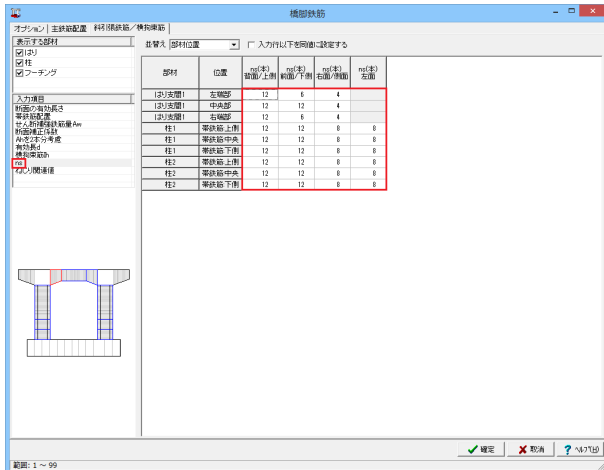 橋脚鉄筋
オプション 主鉄筋配置 斜引張鉄筋／横拘束筋
表示する部材
はり
柱
フーチング
入力項目
断面の有効長さ
帯鉄筋配置
せん断補強鉄筋量Aw
断面補正係数
Ahを2本分考慮
有効長d
横拘束筋h
ns
ねじり関連値
並替え 部材位置 入力行以下を同値に設定する
部材 位置 ns(本) 背面/上側 ns(本) 前面/下側 ns(本) 右面/側面 ns(本) 左面
はり支間1 左端部 12 6 4
はり支間1 中央部 12 12 4
はり支間1 右端部 12 6 4
柱1 帯鉄筋上側 12 12 8 8
柱1 帯鉄筋中央 12 12 8 8
柱1 帯鉄筋下側 12 12 8 8
柱2 帯鉄筋上側 12 12 8 8
柱2 帯鉄筋中央 12 12 8 8
柱2 帯鉄筋下側 12 12 8 8
確定 取消 ? ヘルプ(H)
範囲: 1 ～ 99